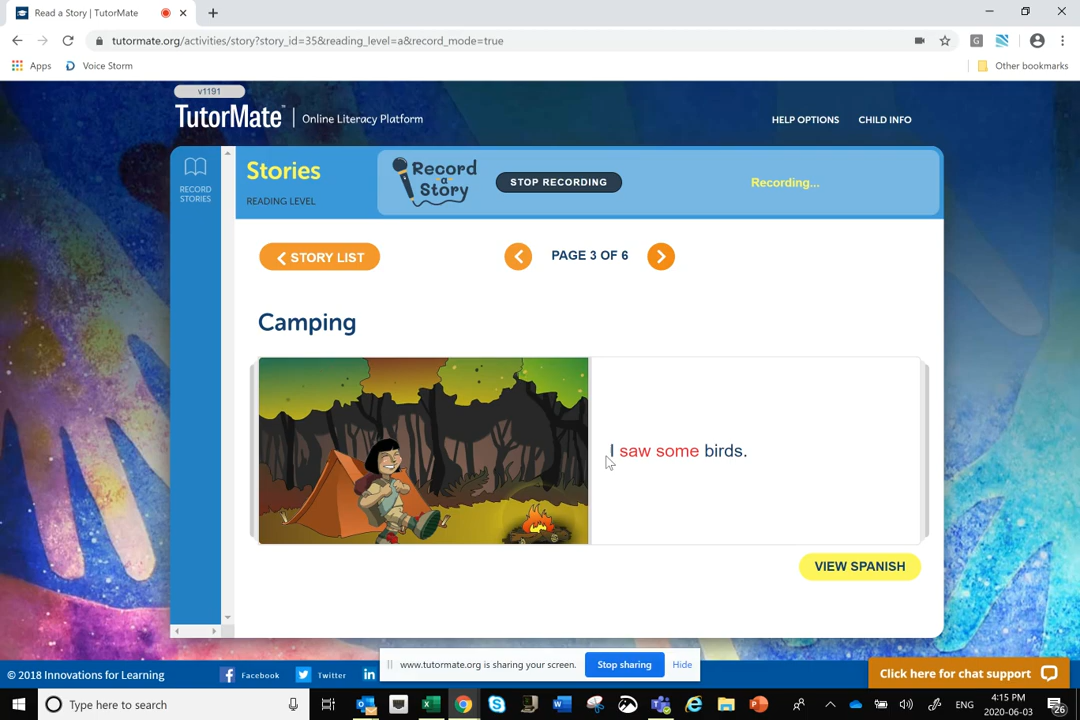 Read a Story | TutorMate
tutormate.org/activities/story?story_id=35&reading_level=a&record_mode=true
Apps Voice Storm Other bookmarks
v1191
TutorMate™ | Online Literacy Platform
HELP OPTIONS CHILD INFO
RECORD
STORIES
Stories
READING LEVEL
Record
a
Story
STOP RECORDING
Recording...
STORY LIST
PAGE 3 OF 6
Camping
I saw some birds.
VIEW SPANISH
www.tutormate.org is sharing your screen. Stop sharing Hide
© 2018 Innovations for Learning Facebook Twitter in
Click here for chat support
Type here to search
ENG
4:15 PM
2020-06-03
26